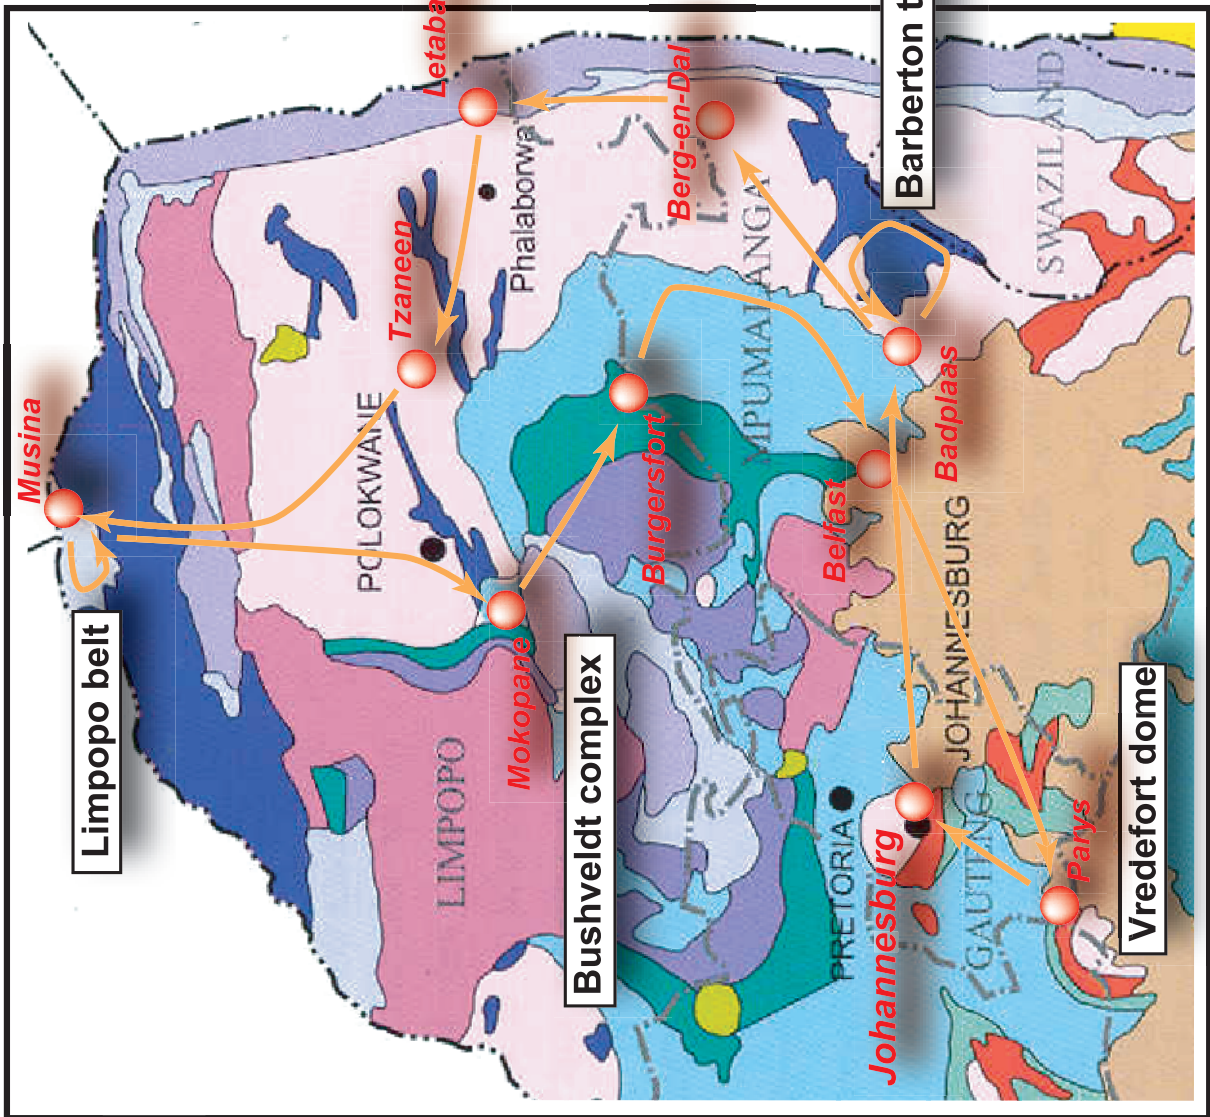 Musina
Limpopo belt
POLOKWANE
Tzaneen
Letaba
LIMPOPO
Mokopane
Phalaborwa
Bushveldt complex
Burgersfort
Berg-en-Dal
MPUMALANGA
Belfast
PRETORIA
Johannesburg
Barberton t
Badplaas
JOHANNESBURG
GAUTENG
SWAZILAND
Parys
Vredefort dome